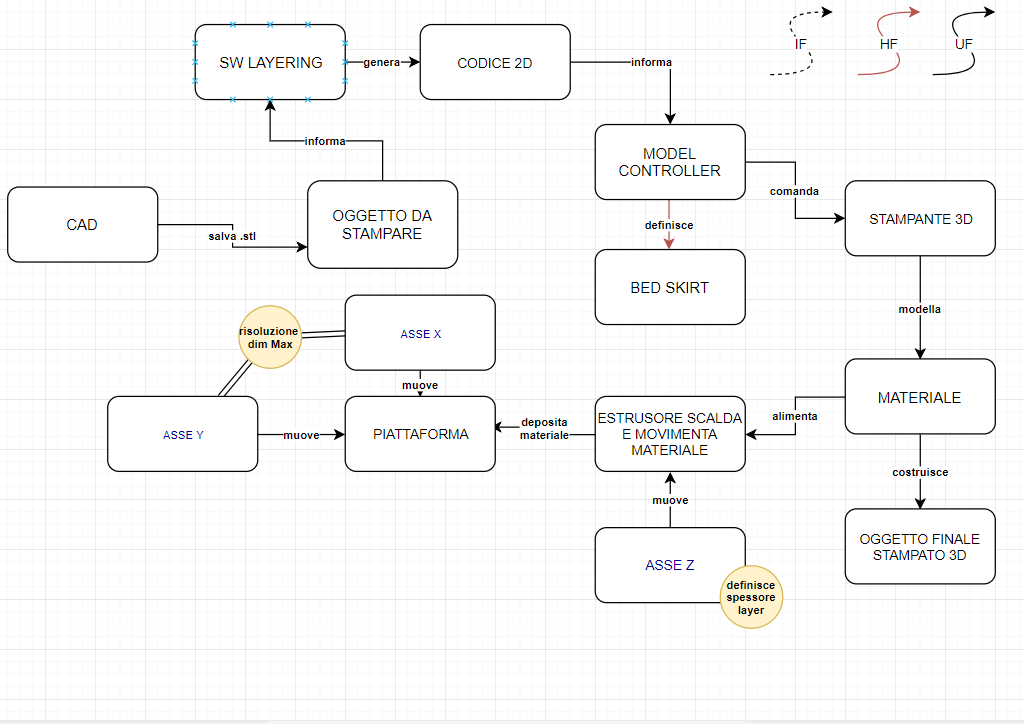 IF
HF
UF
SW LAYERING
genera
CODICE 2D
informa
informa
MODEL
CONTROLLER
comanda
definisce
CAD
salva .stl
OGGETTO DA
STAMPARE
STAMPANTE 3D
BED SKIRT
modella
risoluzione
dim Max
ASSE X
muove
MATERIALE
alimenta
ASSE Y
muove
PIATTAFORMA
deposita
materiale
ESTRUSORE SCALDA
E MOVIMENTA
MATERIALE
costruisce
muove
OGGETTO FINALE
STAMPATO 3D
ASSE Z
definisce
spessore
layer